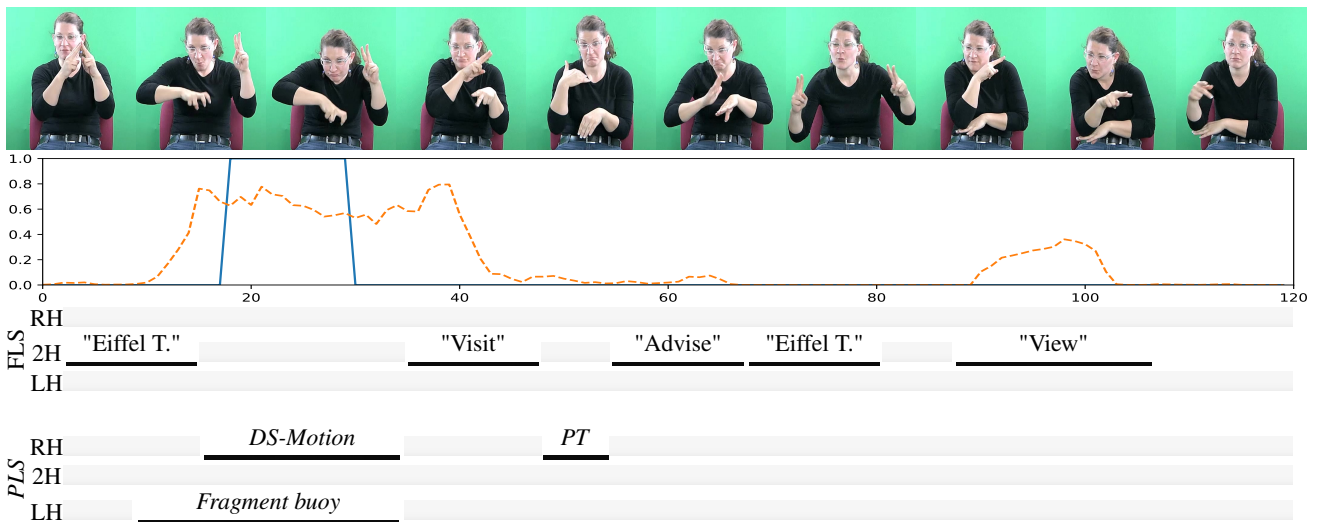 1.0
0.8
0.6
0.4
0.2
0.0
0 20 40 60 80 100 120
FLS
RH
"Eiffel T." "Visit" "Advise" "Eiffel T." "View"
2H
LH
PLS
DS-Motion PT
RH
2H
Fragment buoy
LH